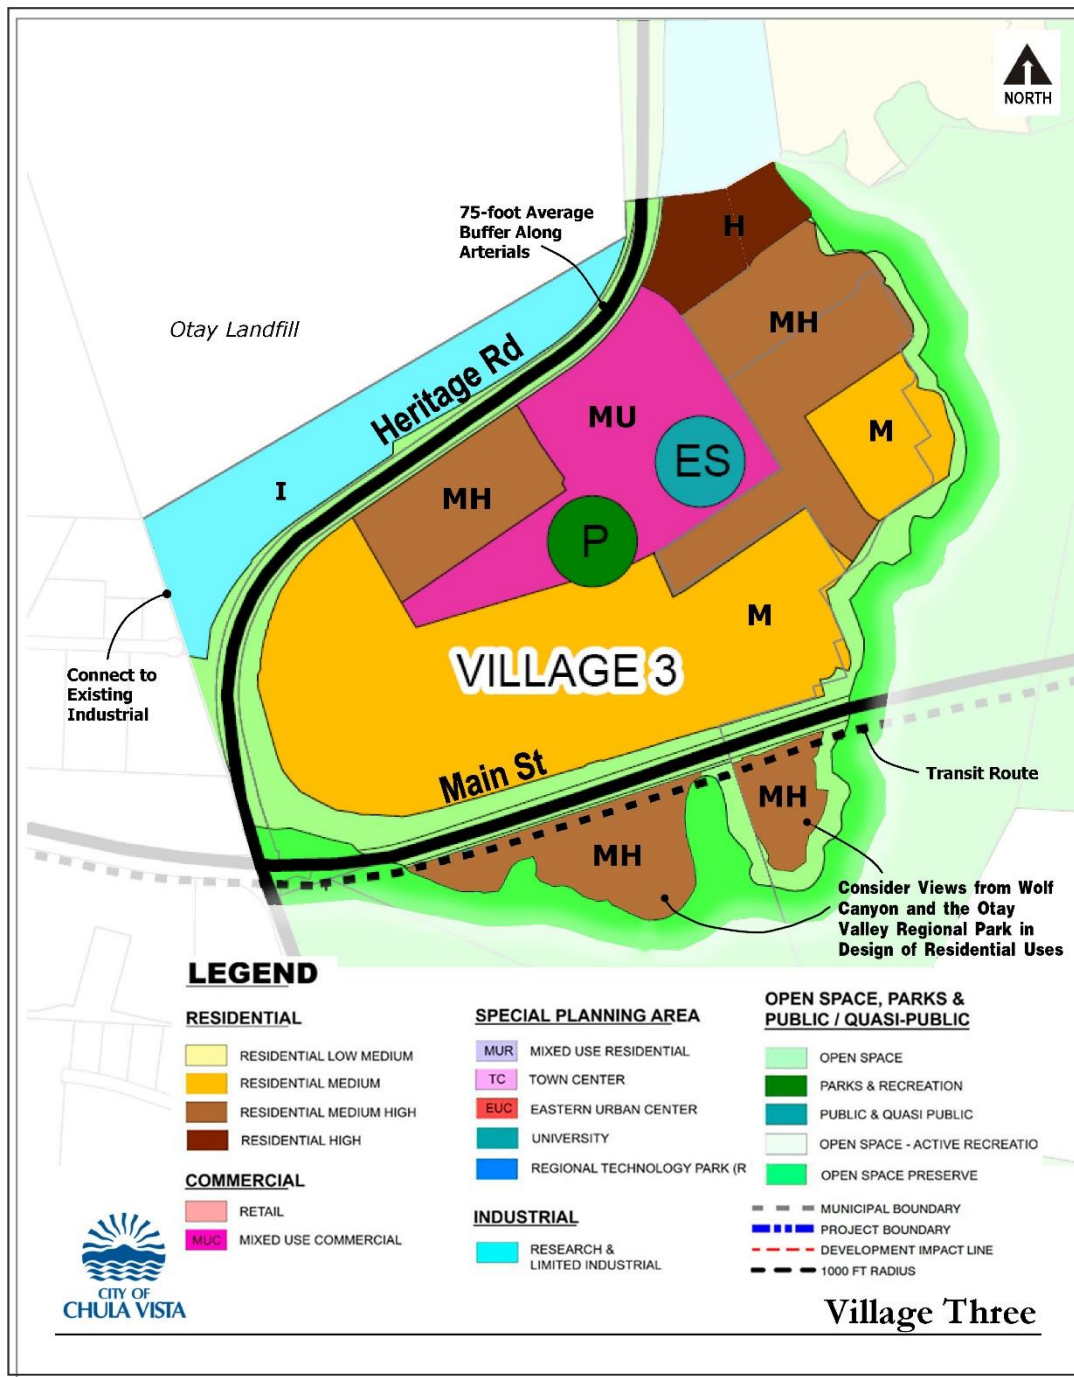 NORTH
75-foot Average
Buffer Along
Arterials
H
Otay Landfill
MH
Heritage Rd
MU
M
ES
I
MH
P
M
Connect to
Existing
Industrial
VILLAGE 3
Main St
Transit Route
MH
MH
Consider Views from Wolf
Canyon and the Otay
Valley Regional Park in
Design of Residential Uses
LEGEND
RESIDENTIAL
RESIDENTIAL LOW MEDIUM
RESIDENTIAL MEDIUM
RESIDENTIAL MEDIUM HIGH
RESIDENTIAL HIGH
COMMERCIAL
RETAIL
MUC MIXED USE COMMERCIAL
SPECIAL PLANNING AREA
MUR MIXED USE RESIDENTIAL
TC TOWN CENTER
EUC EASTERN URBAN CENTER
UNIVERSITY
REGIONAL TECHNOLOGY PARK (R
INDUSTRIAL
RESEARCH &
LIMITED INDUSTRIAL
OPEN SPACE, PARKS &
PUBLIC / QUASI-PUBLIC
OPEN SPACE
PARKS & RECREATION
PUBLIC & QUASI PUBLIC
OPEN SPACE - ACTIVE RECREATIO
OPEN SPACE PRESERVE
MUNICIPAL BOUNDARY
PROJECT BOUNDARY
DEVELOPMENT IMPACT LINE
1000 FT RADIUS
CITY OF
CHULA VISTA
Village Three